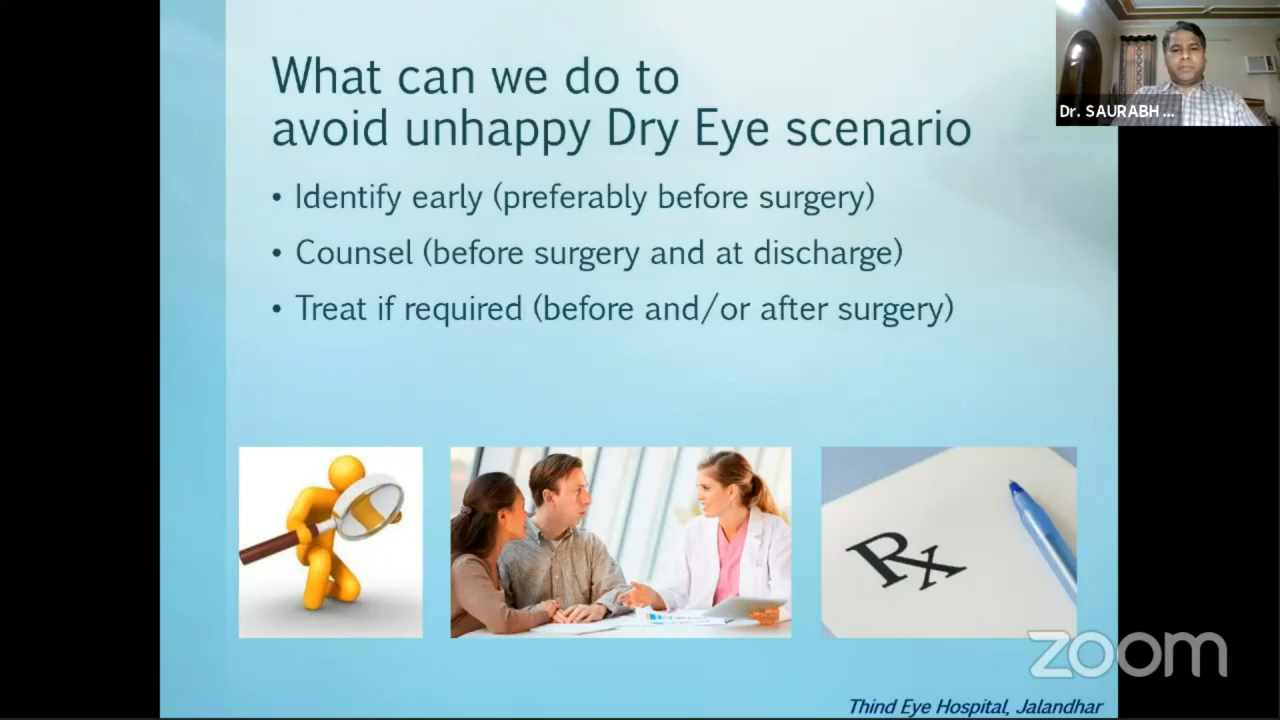 What can we do to
avoid unhappy Dry Eye scenario
• Identify early (preferably before surgery)
• Counsel (before surgery and at discharge)
• Treat if required (before and/or after surgery)
Dr. SAURABH ...
Rx
zoom
Thind Eye Hospital, Jalandhar